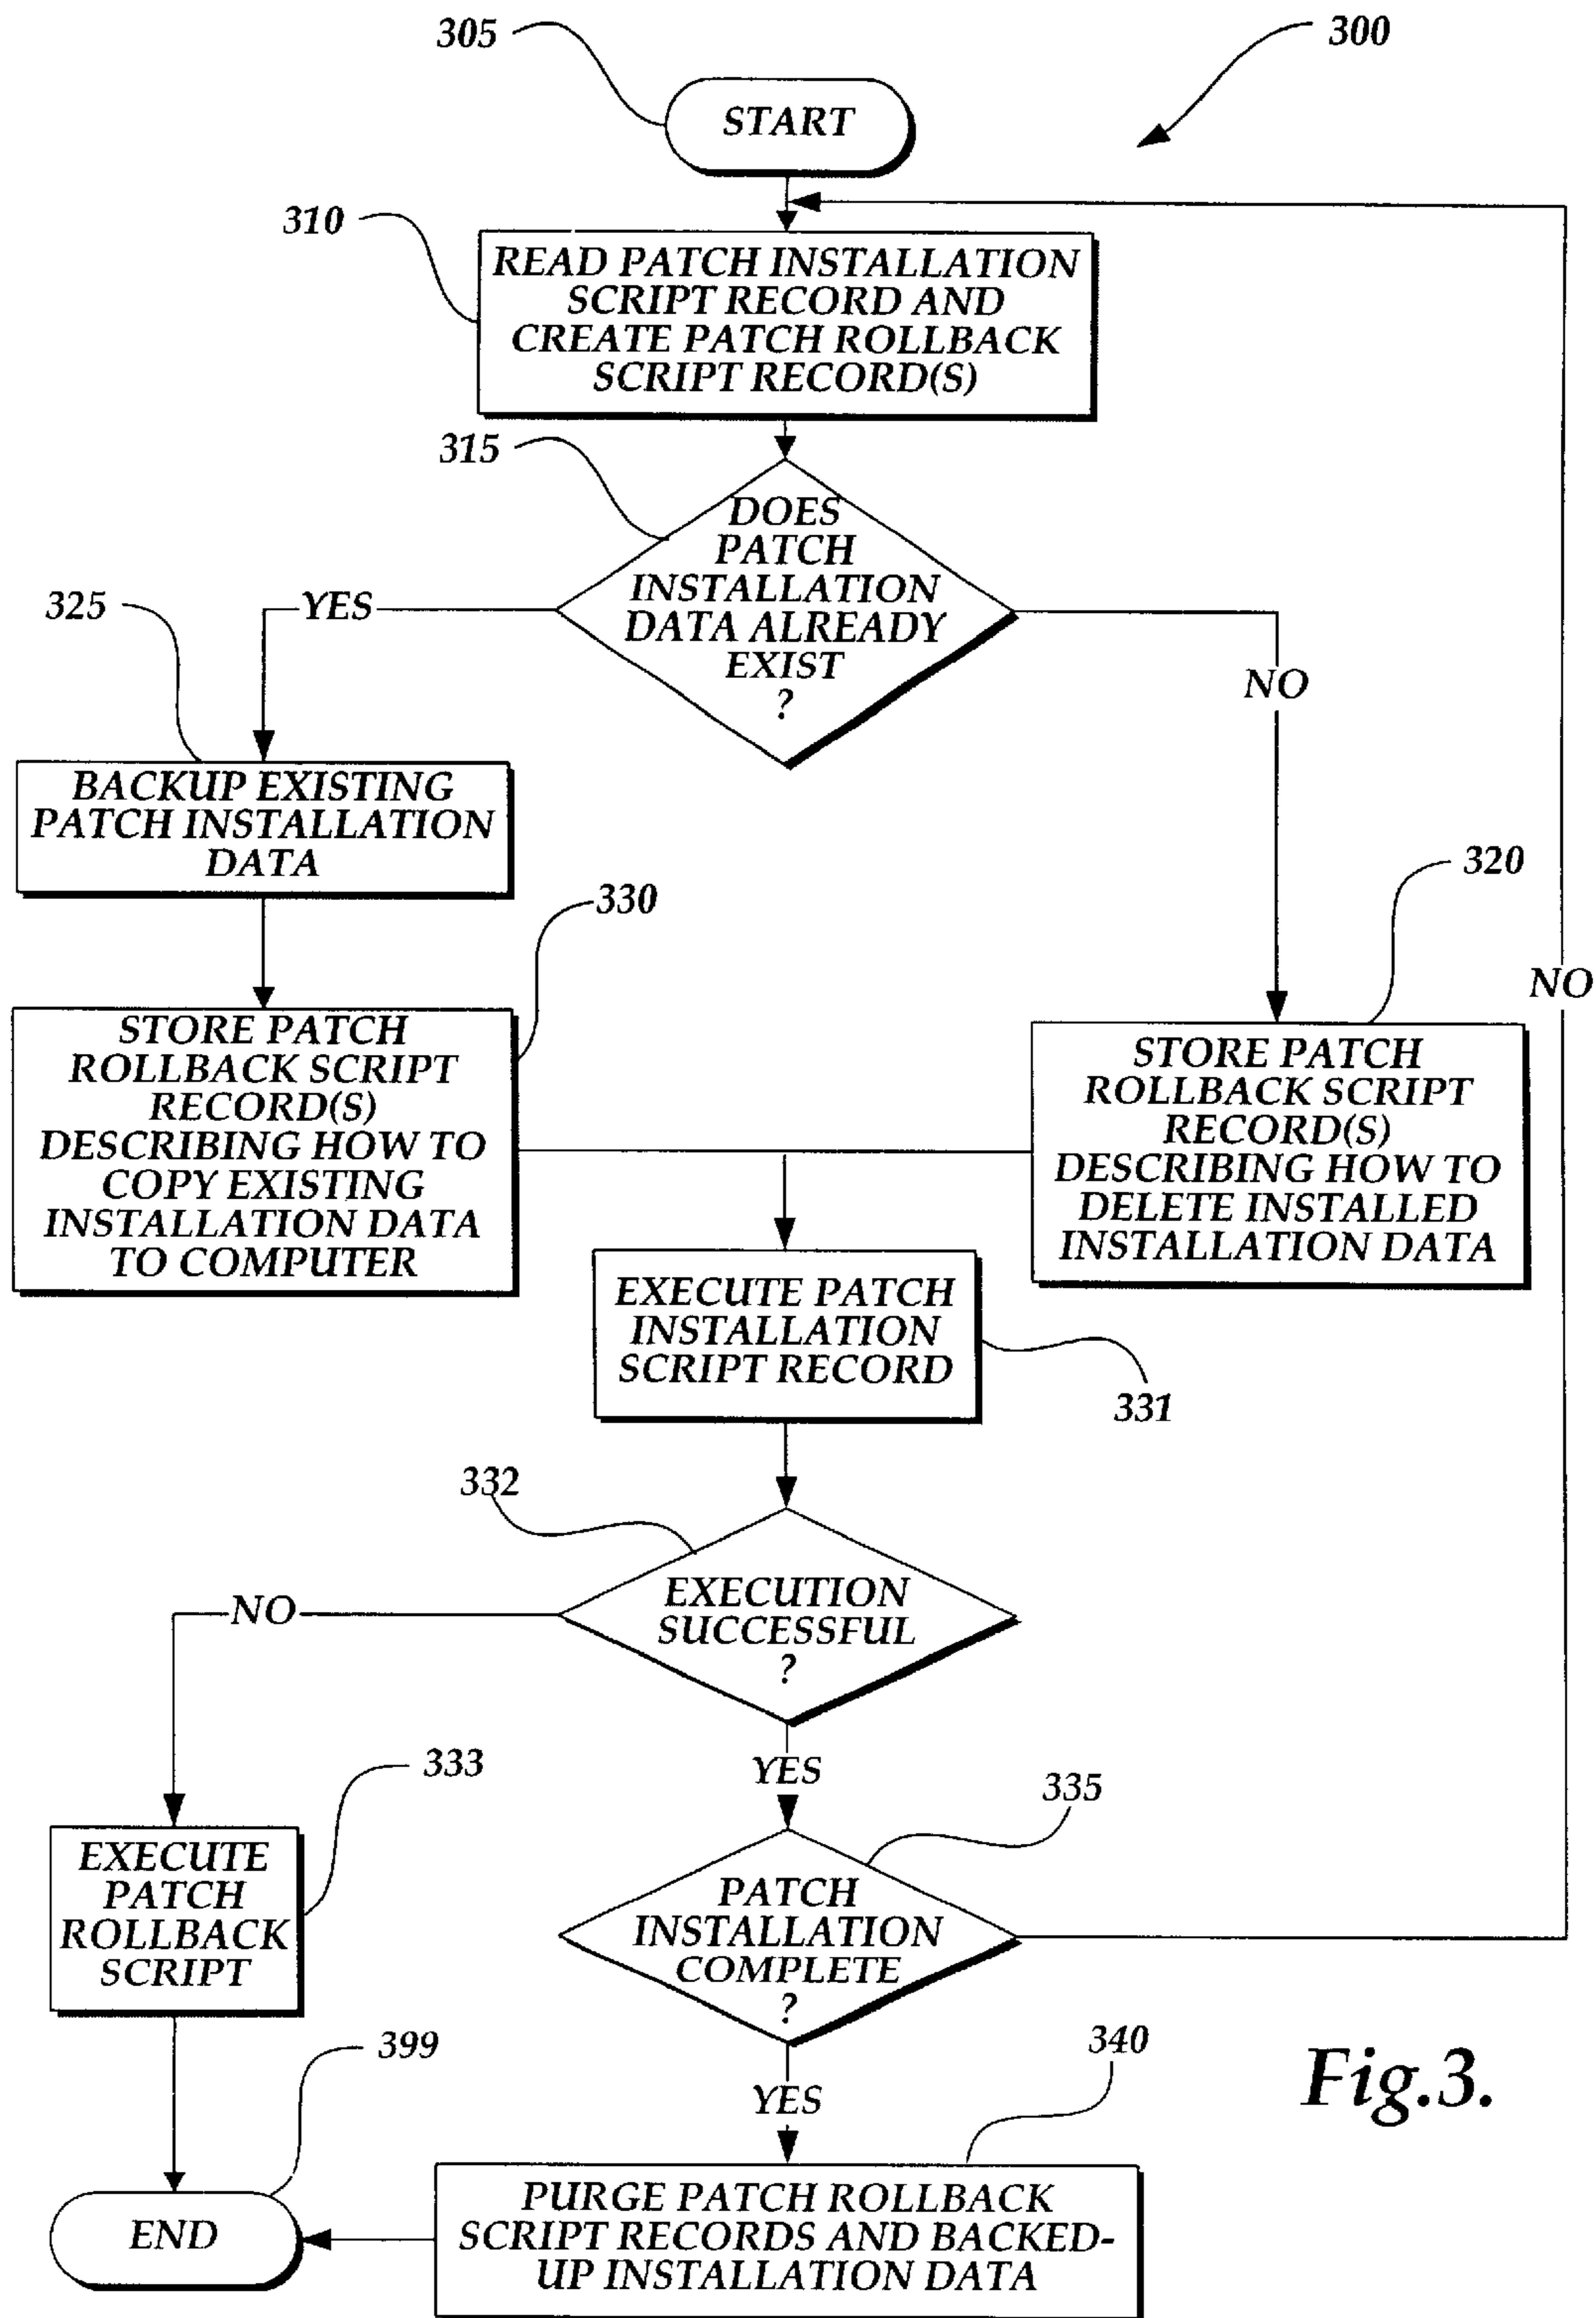 305
300
START
310
READ PATCH INSTALLATION
SCRIPT RECORD AND
CREATE PATCH ROLLBACK
SCRIPT RECORD(S)
315
DOES
PATCH
INSTALLATION
DATA ALREADY
EXIST
?
YES
NO
325
BACKUP EXISTING
PATCH INSTALLATION
DATA
320
330
NO
STORE PATCH
ROLLBACK SCRIPT
RECORD(S)
DESCRIBING HOW TO
COPY EXISTING
INSTALLATION DATA
TO COMPUTER
STORE PATCH
ROLLBACK SCRIPT
RECORD(S)
DESCRIBING HOW TO
DELETE INSTALLED
INSTALLATION DATA
EXECUTE PATCH
INSTALLATION
SCRIPT RECORD
331
332
EXECUTION
SUCCESSFUL
?
NO
YES
333
335
EXECUTE
PATCH
ROLLBACK
SCRIPT
PATCH
INSTALLATION
COMPLETE
?
399
YES
340
Fig.3.
END
PURGE PATCH ROLLBACK
SCRIPT RECORDS AND BACKED-
UP INSTALLATION DATA